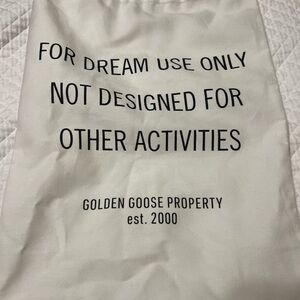 FOR DREAM USE ONLY
NOT DESIGNED FOR
OTHER ACTIVITIES
GOLDEN GOOSE PROPERTY
est. 2000